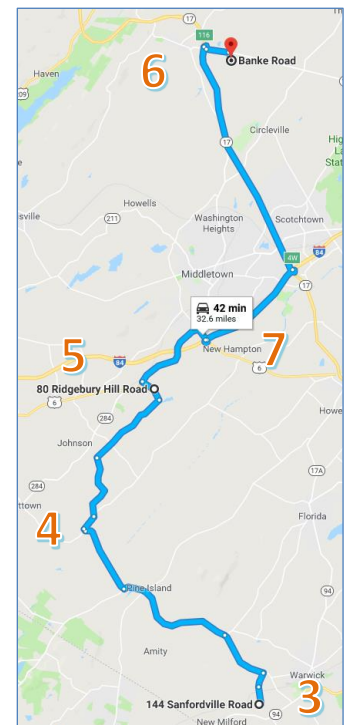 17
116
Banke Road
6
Haven
209
Circleville
17
Howells
211
Washington
Heights
Scotchtown
84
4W
Middletown
42 min
32.6 miles
5
84
New Hampton
7
6
80 Ridgebury Hill Road
6
284
Johnson
284
17A
Florida
4
94
Pine Island
Amity
Warwick
144 Sanfordville Road
3
94
New Milford